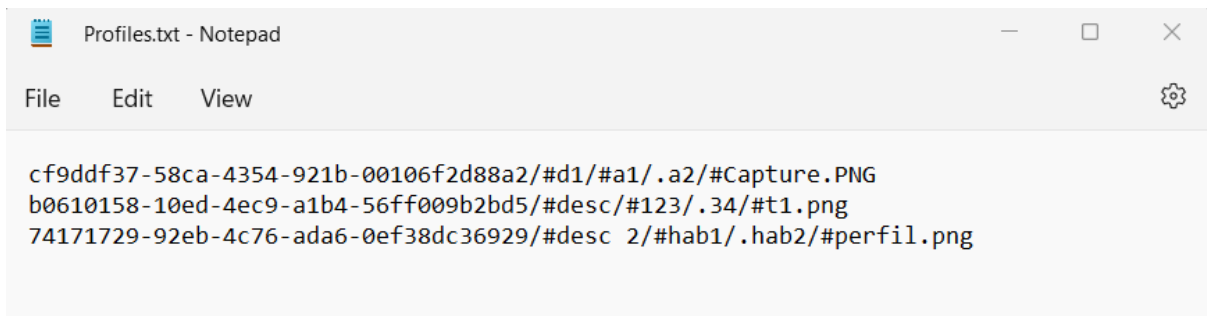 Profiles.txt - Notepad
File Edit View
cf9ddf37-58ca-4354-921b-00106f2d88a2/#d1/#a1/.a2/#Capture.PNG
b0610158-10ed-4ec9-a1b4-56ff009b2bd5/#desc/#123/.34/#t1.png
74171729-92eb-4c76-ada6-0ef38dc36929/#desc 2/#hab1/.hab2/#perfil.png